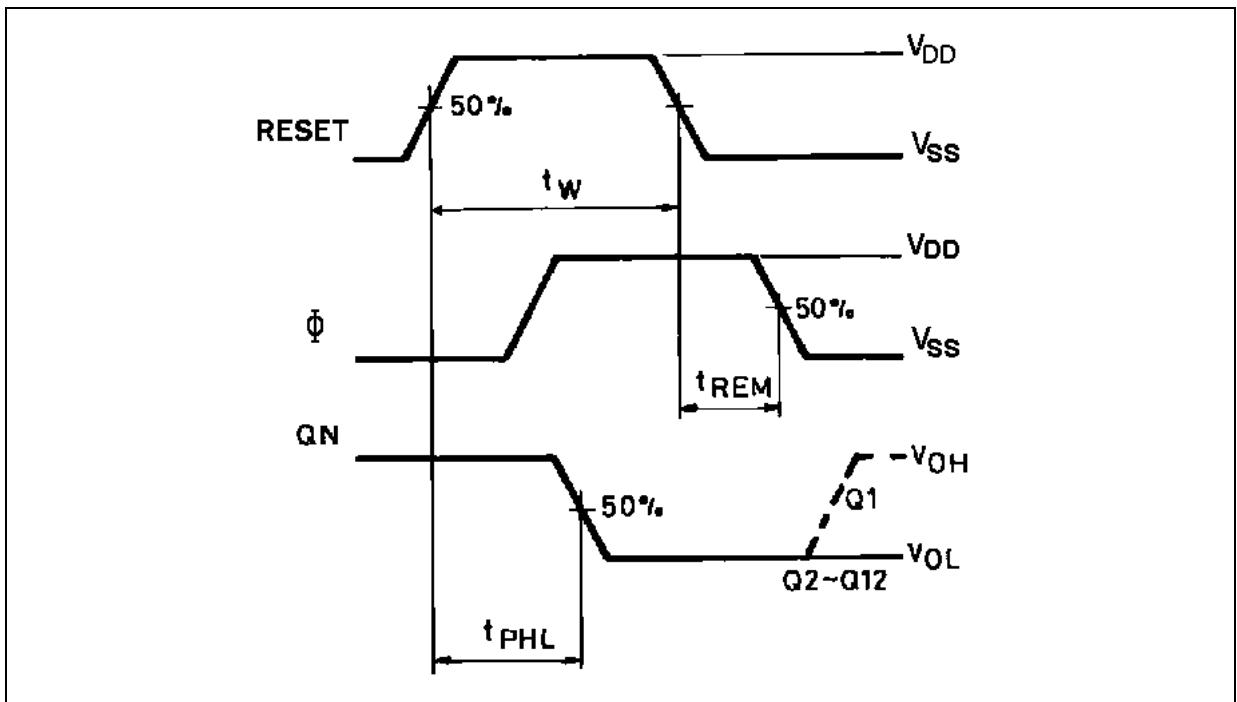 VDD
50%
RESET
VSS
tW
VDD
Φ
50%
VSS
tREM
QN
VOH
Q1
50%
VOL
Q2~Q12
tPHL